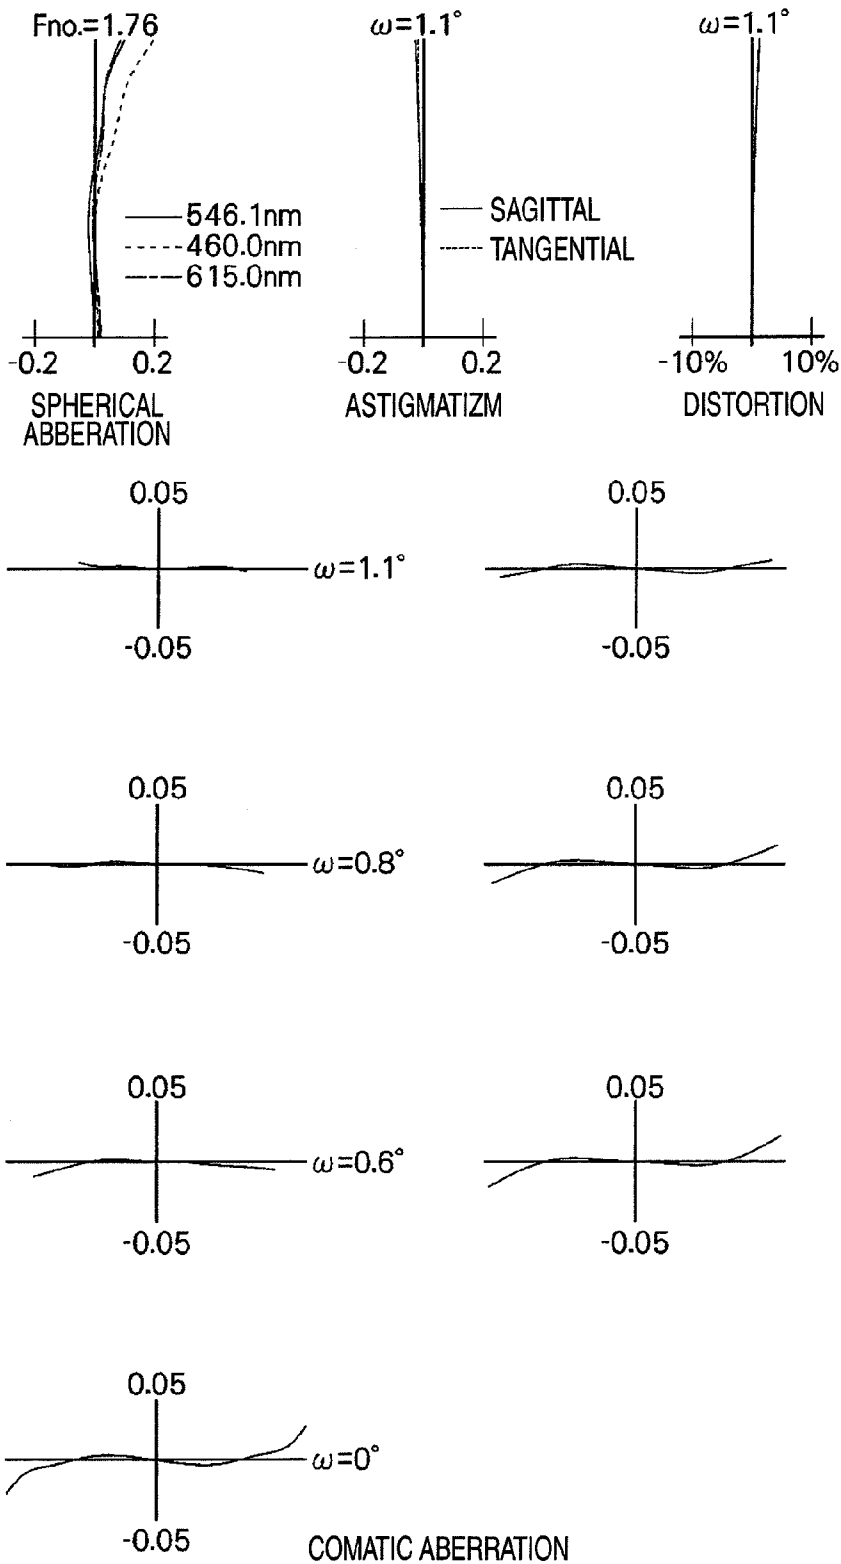 Fno.=1.76
ω=1.1°
ω=1.1°
546.1nm
460.0nm
615.0nm
SAGITTAL
TANGENTIAL
-0.2 0.2
-0.2 0.2
-10% 10%
SPHERICAL
ABBERATION
ASTIGMATIZM
DISTORTION
0.05 0.05
ω=1.1°
-0.05 -0.05
0.05 0.05
ω=0.8°
-0.05 -0.05
0.05 0.05
ω=0.6°
-0.05 -0.05
0.05
ω=0°
-0.05
COMATIC ABERRATION